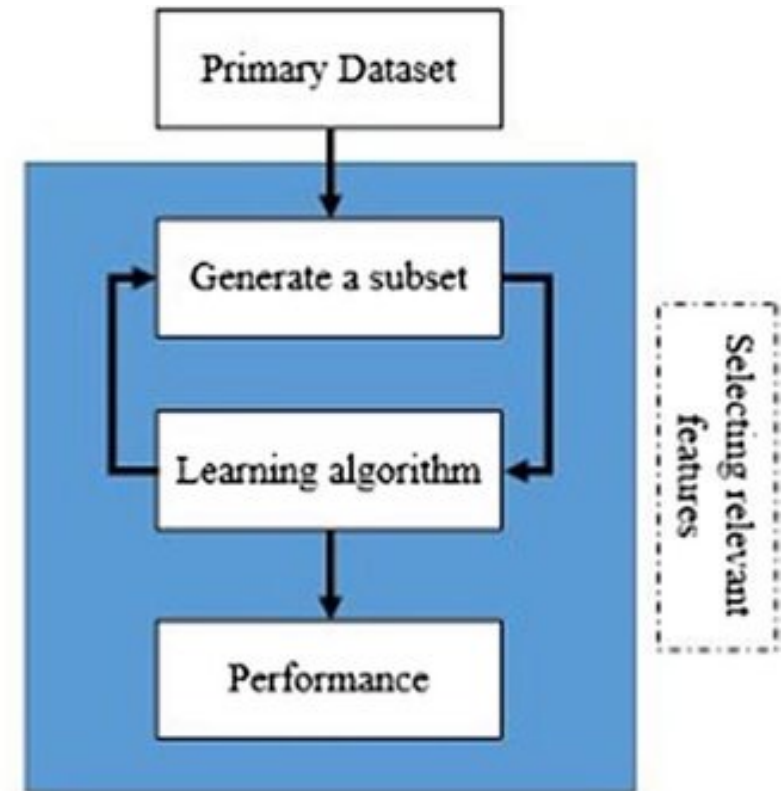 Primary Dataset
Generate a subset
Learning algorithm
Performance
Selecting relevant
features